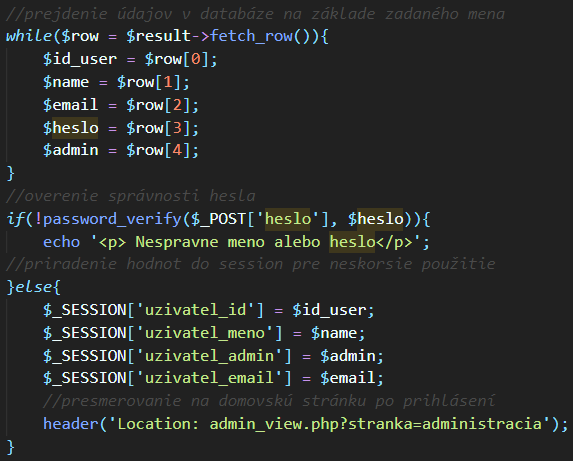 //prejdenie údajov v databáze na základe zadaného mena
while($row = $result->fetch_row()){
    $id_user = $row[0];
    $name = $row[1];
    $email = $row[2];
    $heslo = $row[3];
    $admin = $row[4];
}
//overenie správnosti hesla
if(!password_verify($_POST['heslo'], $heslo)){
    echo '<p> Nespravne meno alebo heslo</p>';
//priradenie hodnot do session pre neskorsie použitie
}else{
    $_SESSION['uzivatel_id'] = $id_user;
    $_SESSION['uzivatel_meno'] = $name;
    $_SESSION['uzivatel_admin'] = $admin;
    $_SESSION['uzivatel_email'] = $email;
    //presmerovanie na domovskú stránku po prihlásení
    header('Location: admin_view.php?stranka=administracia');
}